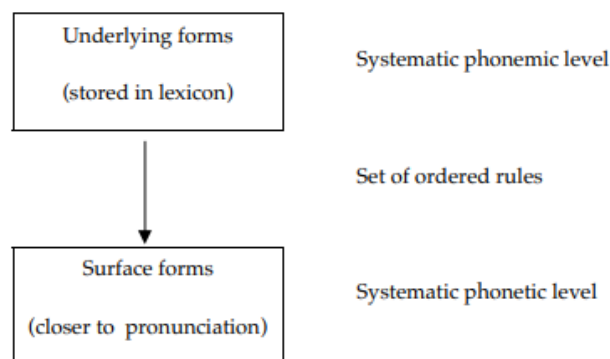 Underlying forms
(stored in lexicon)
Systematic phonemic level
Set of ordered rules
Surface forms
(closer to pronunciation)
Systematic phonetic level